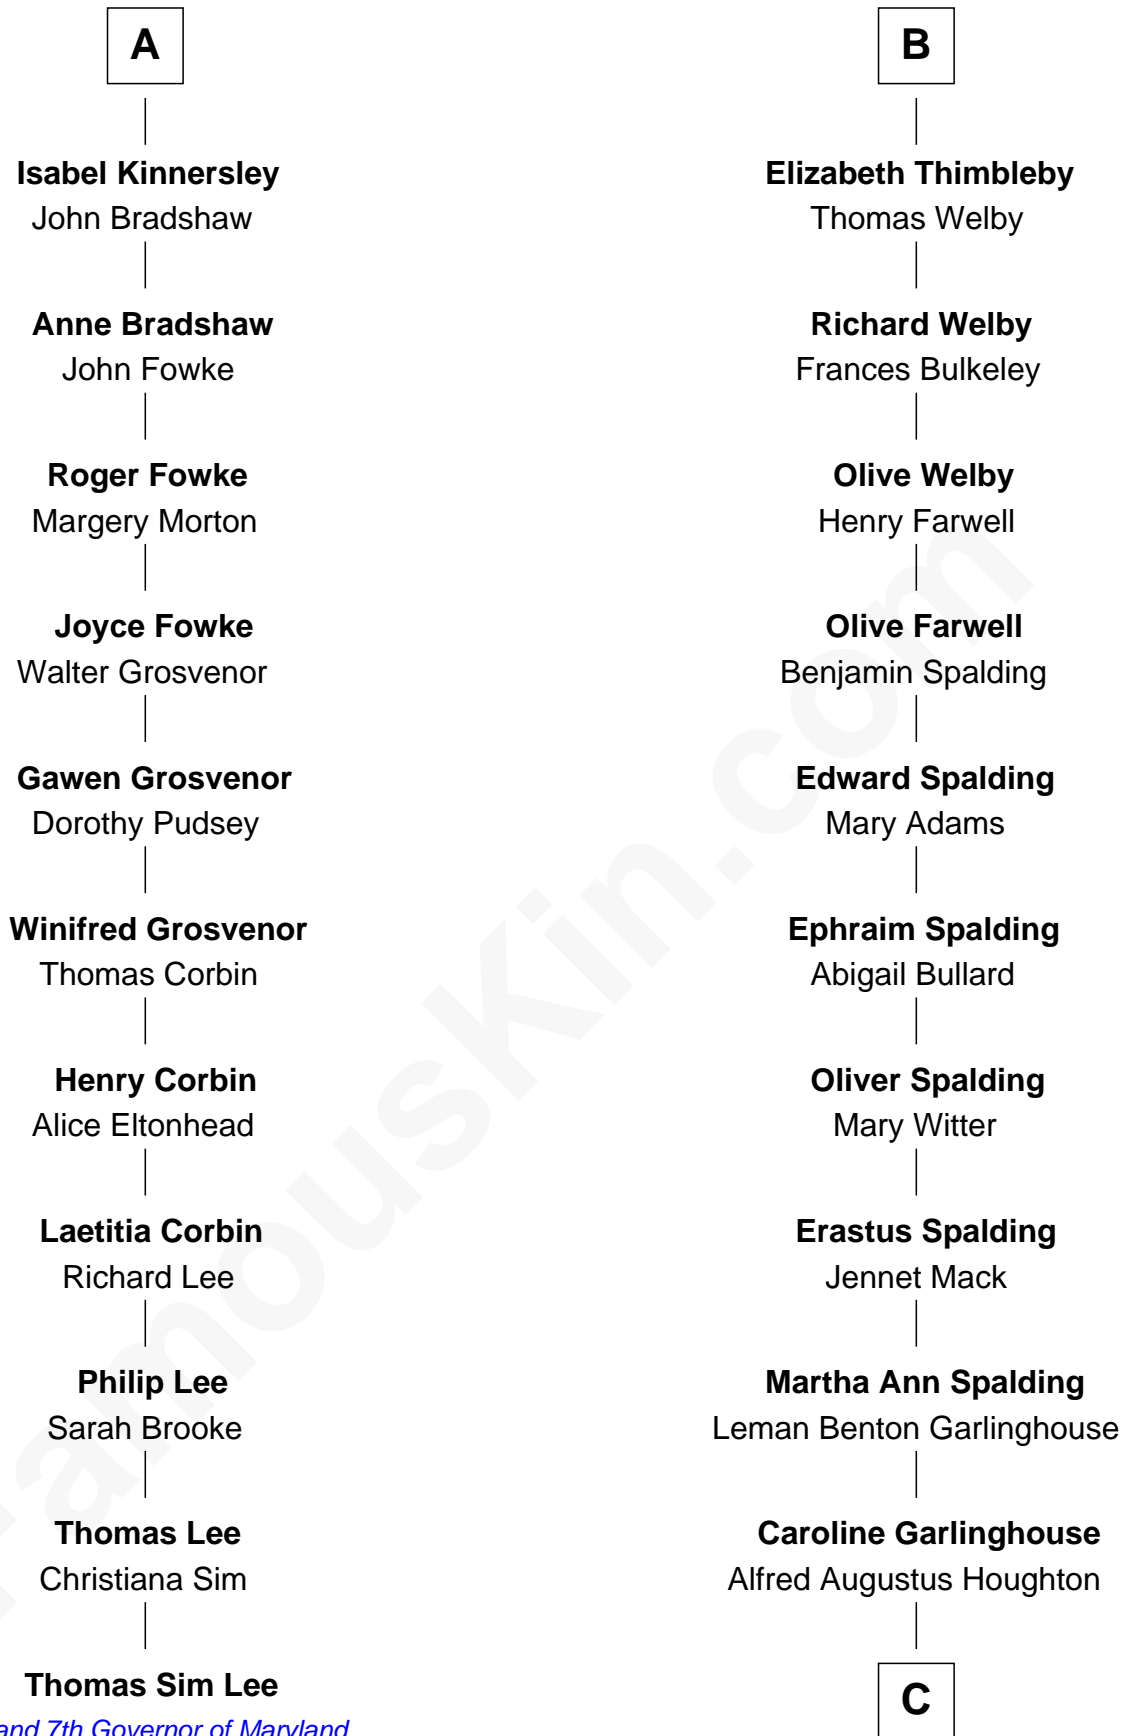 A
Isabel Kinnersley
John Bradshaw
Anne Bradshaw
John Fowke
Roger Fowke
Margery Morton
Joyce Fowke
Walter Grosvenor
Gawen Grosvenor
Dorothy Pudsey
Winifred Grosvenor
Thomas Corbin
Henry Corbin
Alice Eltonhead
Laetitia Corbin
Richard Lee
Philip Lee
Sarah Brooke
Thomas Lee
Christiana Sim
Thomas Sim Lee
and 7th Governor of Maryland
B
Elizabeth Thimbleby
Thomas Welby
Richard Welby
Frances Bulkeley
Olive Welby
Henry Farwell
Olive Farwell
Benjamin Spalding
Edward Spalding
Mary Adams
Ephraim Spalding
Abigail Bullard
Oliver Spalding
Mary Witter
Erastus Spalding
Jennet Mack
Martha Ann Spalding
Leman Benton Garlinghouse
Caroline Garlinghouse
Alfred Augustus Houghton
C
FamousKin.com